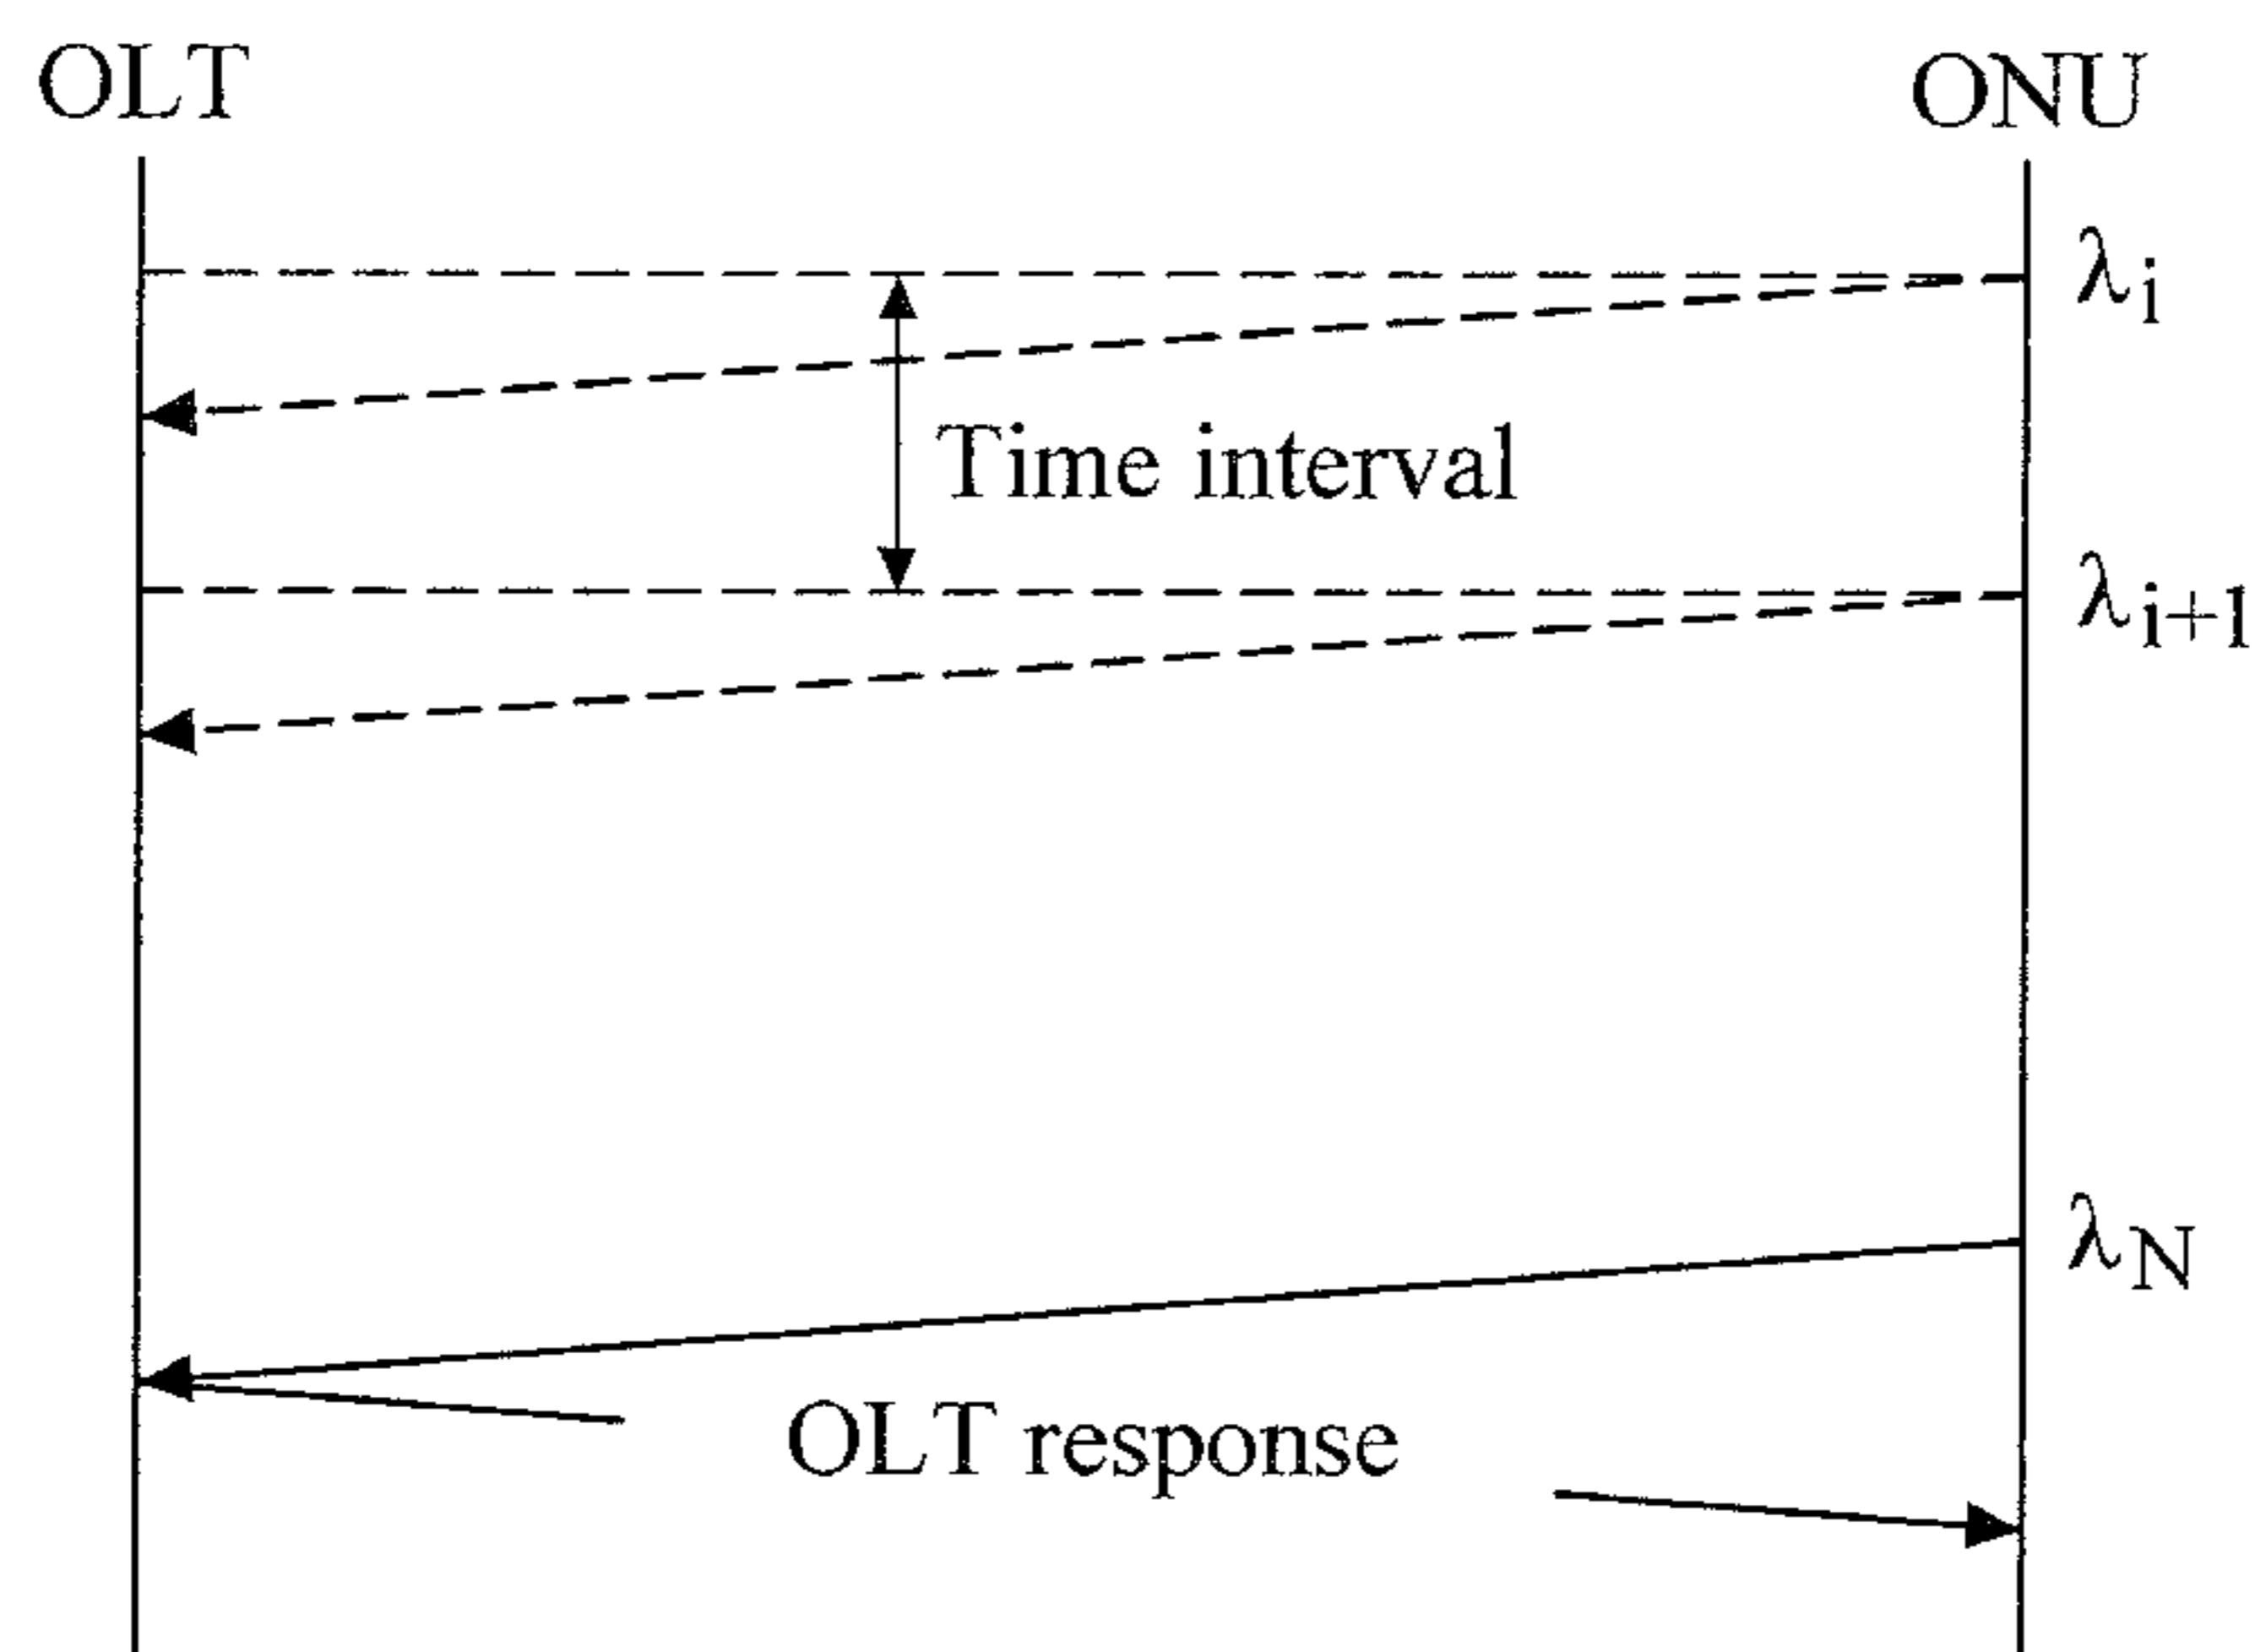 OLT ONU
λi
Time interval
λi+1
λN
OLT response